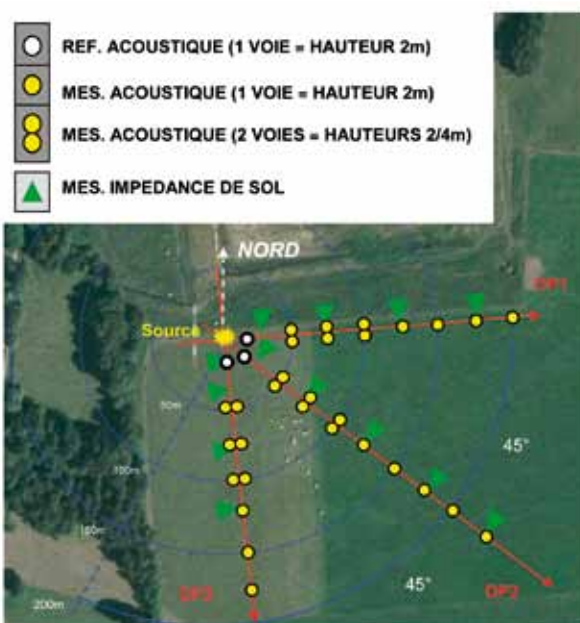 REF. ACOUSTIQUE (1 VOIE = HAUTEUR 2m)
MES. ACOUSTIQUE (1 VOIE = HAUTEUR 2m)
MES. ACOUSTIQUE (2 VOIES = HAUTEURS 2/4m)
MES. IMPEDANCE DE SOL
NORD
DP1
Source
50m
45°
100m
150m
45°
DP2
DP3
200m